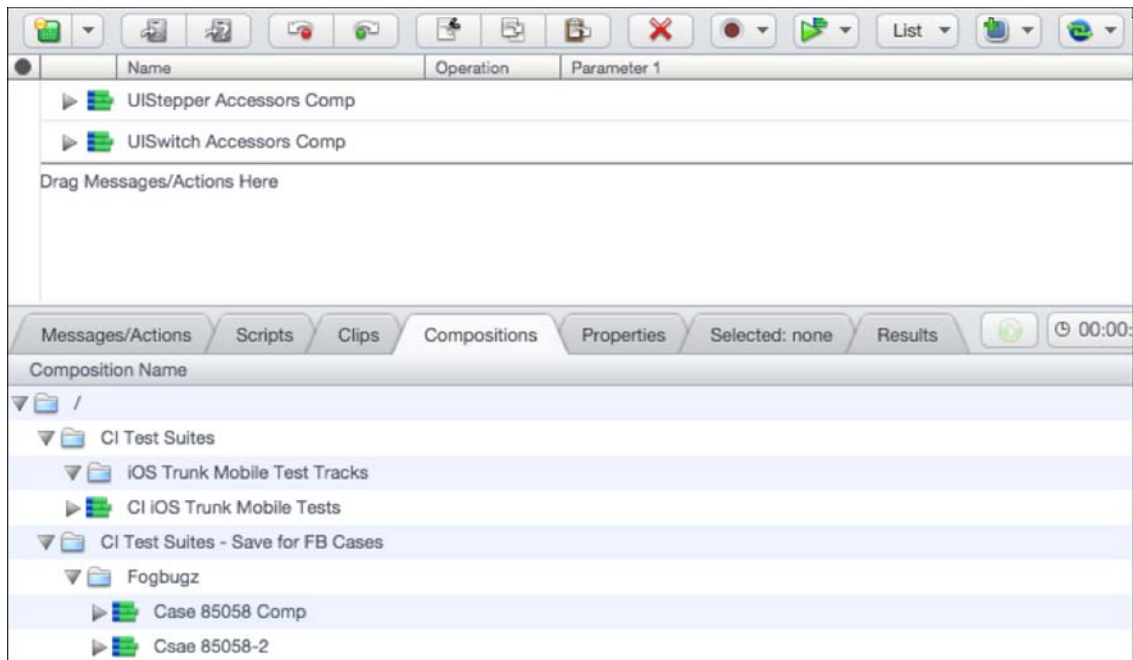 List
Name Operation Parameter 1
UIStepper Accessors Comp
UISwitch Accessors Comp
Drag Messages/Actions Here
Messages/Actions Scripts Clips Compositions Properties Selected: none Results 00:00:
Composition Name
/
CI Test Suites
iOS Trunk Mobile Test Tracks
CI iOS Trunk Mobile Tests
CI Test Suites - Save for FB Cases
Fogbugz
Case 85058 Comp
Csae 85058-2